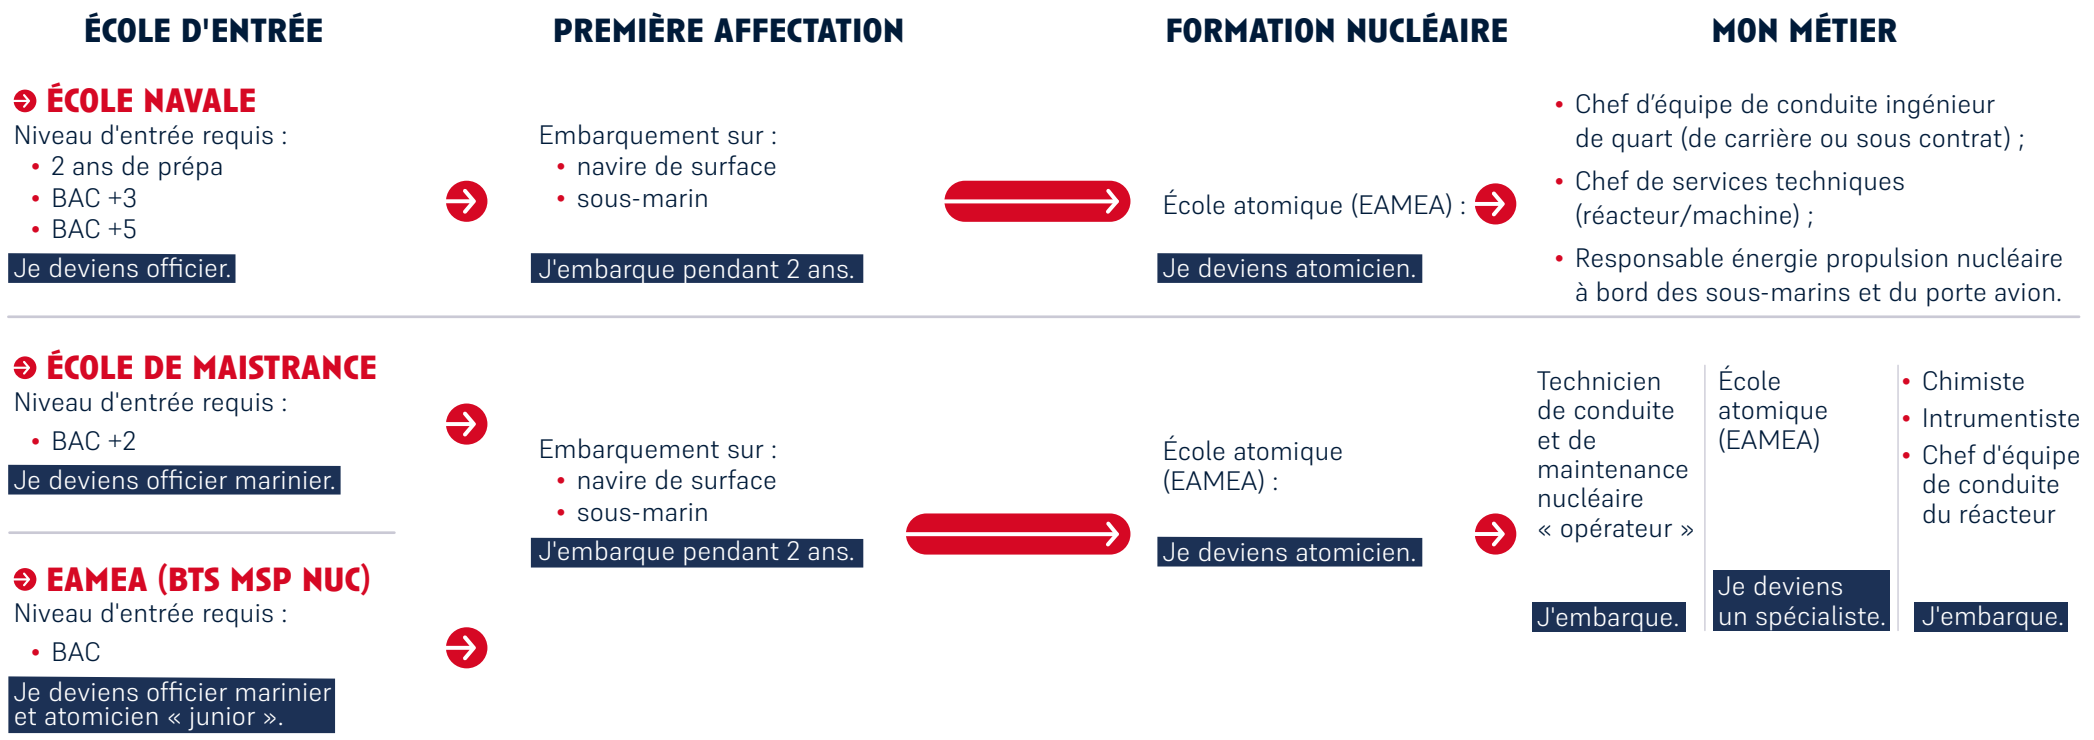 ÉCOLE D'ENTRÉE
PREMIÈRE AFFECTATION
FORMATION NUCLÉAIRE
MON MÉTIER
ÉCOLE NAVALE
Niveau d'entrée requis :
• 2 ans de prépa
• BAC +3
• BAC +5
Je deviens officier.
Embarquement sur :
• navire de surface
• sous-marin
J'embarque pendant 2 ans.
École atomique (EAMEA) :
Je deviens atomicien.
• Chef d’équipe de conduite ingénieur
de quart (de carrière ou sous contrat) ;
• Chef de services techniques
(réacteur/machine) ;
• Responsable énergie propulsion nucléaire
à bord des sous-marins et du porte avion.
ÉCOLE DE MAISTRANCE
Niveau d'entrée requis :
• BAC +2
Je deviens officier marinier.
EAMEA (BTS MSP NUC)
Niveau d'entrée requis :
• BAC
Je deviens officier marinier
et atomicien « junior ».
Embarquement sur :
• navire de surface
• sous-marin
J'embarque pendant 2 ans.
École atomique
(EAMEA) :
Je deviens atomicien.
Technicien
de conduite
et de
maintenance
nucléaire
« opérateur »
J'embarque.
École
atomique
(EAMEA)
Je deviens
un spécialiste.
• Chimiste
• Intrumentiste
• Chef d'équipe
de conduite
du réacteur
J'embarque.